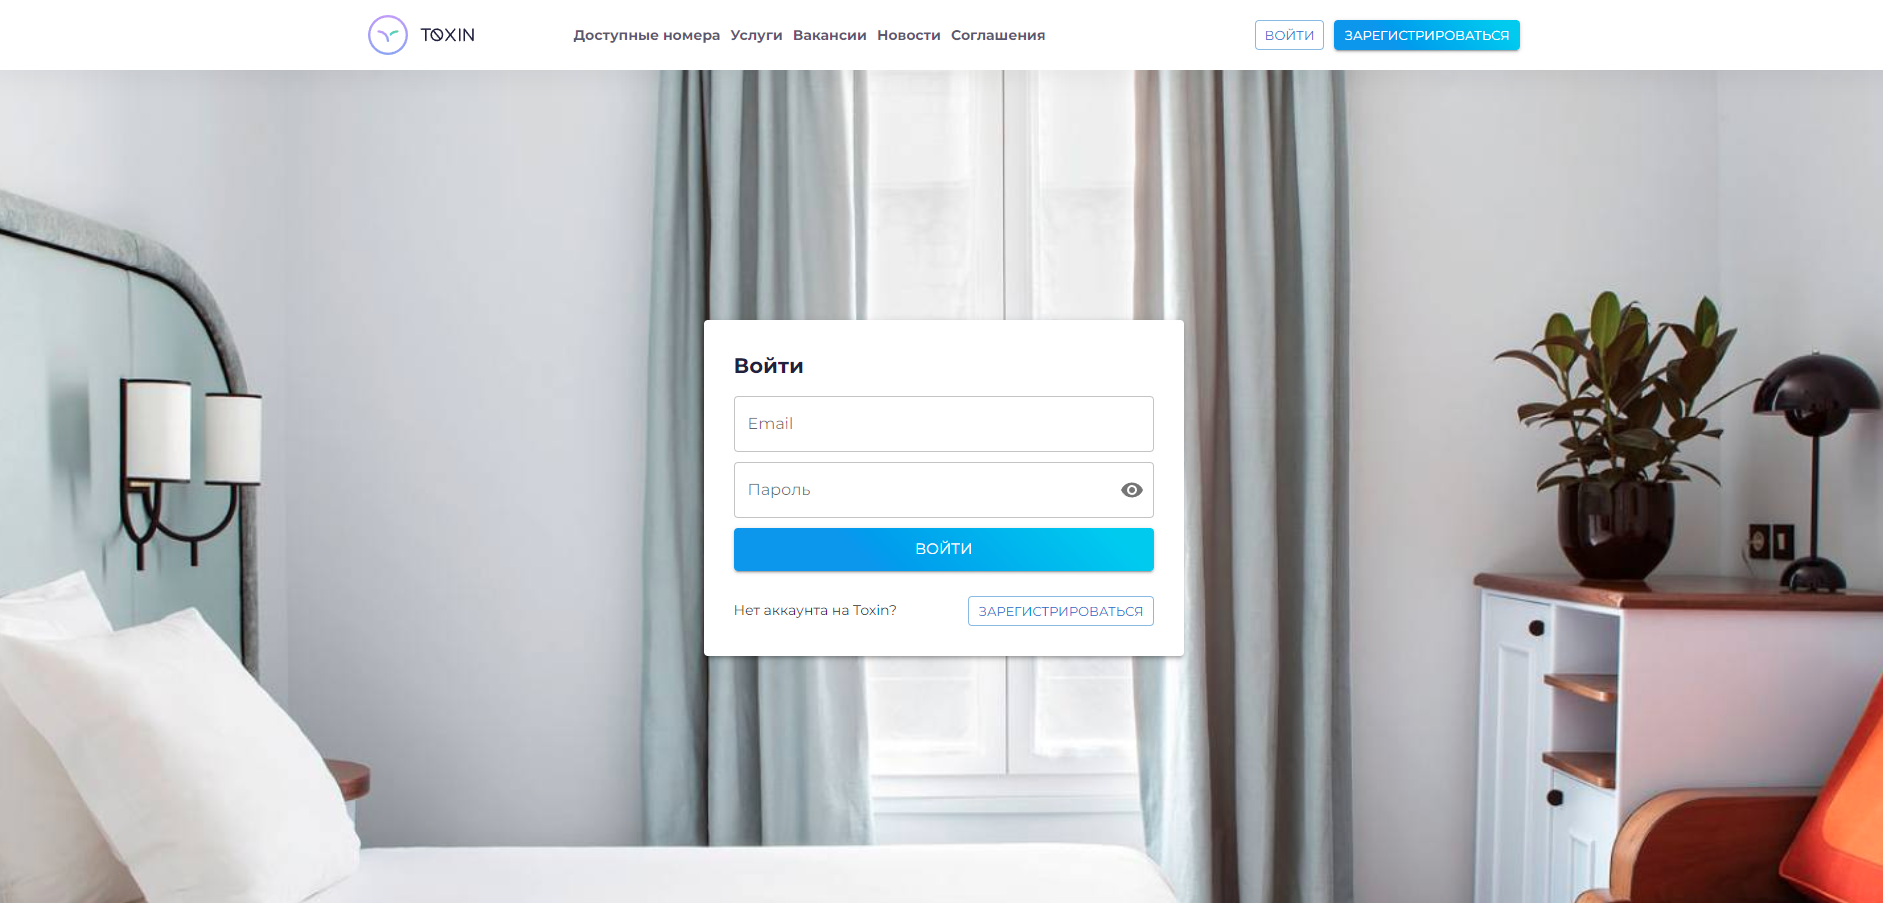 TOXIN Доступные номера Услуги Вакансии Новости Соглашения ВОЙТИ ЗАРЕГИСТРИРОВАТЬСЯ
Войти
Email
Пароль
ВОЙТИ
Нет аккаунта на Toxin? ЗАРЕГИСТРИРОВАТЬСЯ